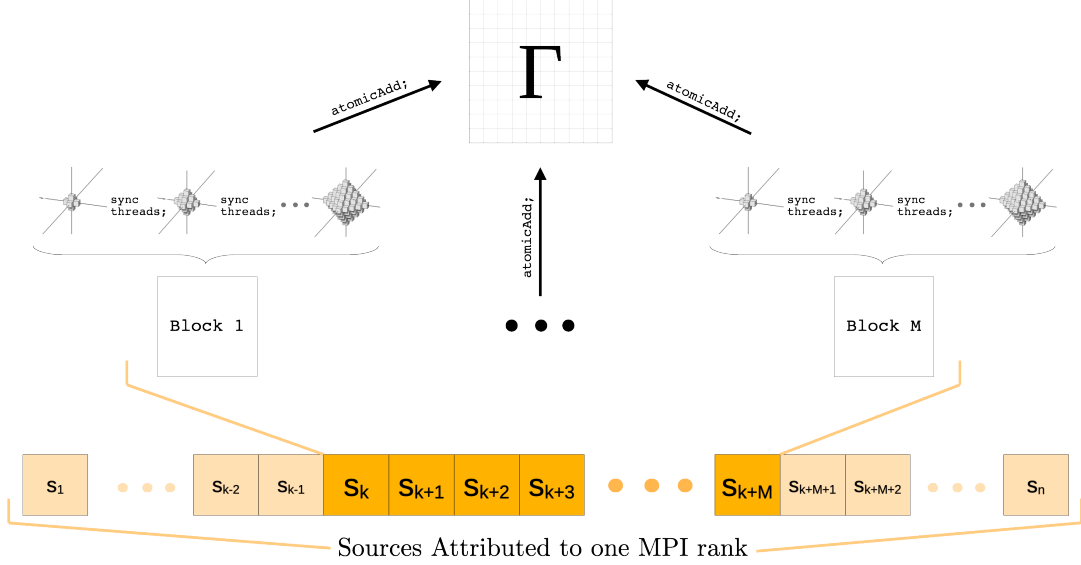 Γ
atomicAdd;
atomicAdd;
atomicAdd;
sync
threads;
sync
threads;
sync
threads;
sync
threads;
Block 1
Block M
S1
Sk-2
Sk-1
Sk
Sk+1
Sk+2
Sk+3
Sk+M
Sk+M+1
Sk+M+2
Sn
Sources Attributed to one MPI rank